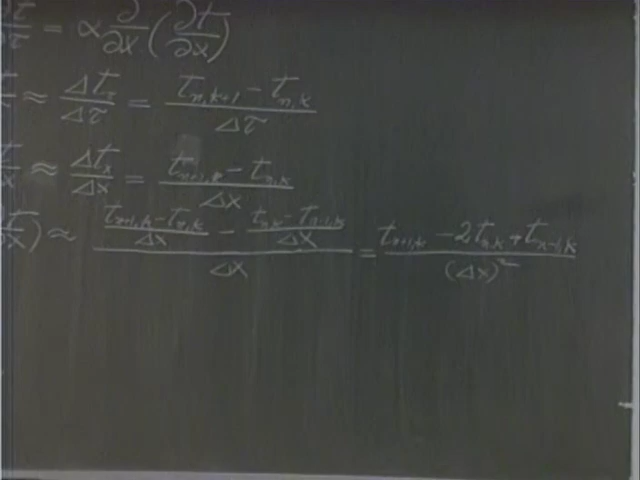 ∂t/∂τ = α ∂/∂x (∂t/∂x)
≈ Δt_τ/Δτ = (t_{n,k+1} - t_{n,k})/Δτ
≈ Δt_x/Δx = (t_{n+1,k} - t_{n,k})/Δx
∂x) ≈ ((t_{n+1,k} - t_{n,k})/Δx - (t_{n,k} - t_{n-1,k})/Δx)/Δx = (t_{n+1,k} - 2t_{n,k} + t_{n-1,k})/(Δx)²